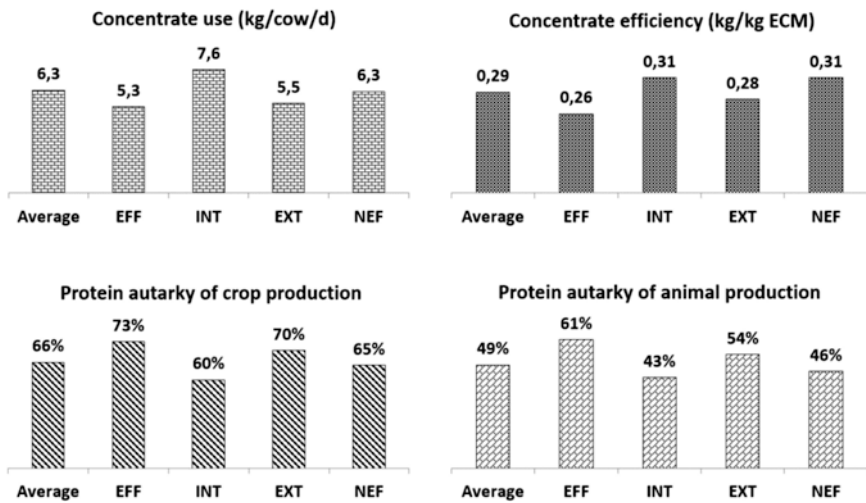 Concentrate use (kg/cow/d)
6,3
5,3
7,6
5,5
6,3
Average EFF INT EXT NEF
Concentrate efficiency (kg/kg ECM)
0,29
0,26
0,31
0,28
0,31
Average EFF INT EXT NEF
Protein autarky of crop production
66%
73%
60%
70%
65%
Average EFF INT EXT NEF
Protein autarky of animal production
49%
61%
43%
54%
46%
Average EFF INT EXT NEF